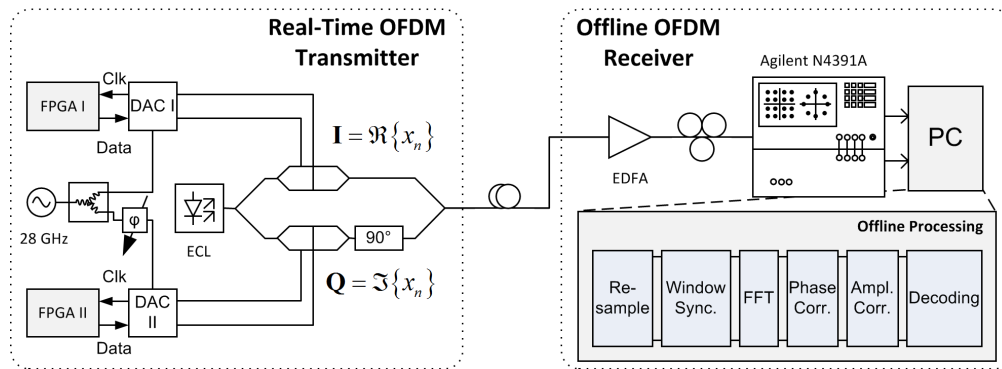 Real-Time OFDM
Transmitter
FPGA I
Clk
Data
DAC I
I = ℜ{xₙ}
28 GHz
φ
ECL
90°
Q = ℑ{xₙ}
FPGA II
Clk
Data
DAC
II
Offline OFDM
Receiver
Agilent N4391A
EDFA
PC
Offline Processing
Re-
sample
Window
Sync.
FFT
Phase
Corr.
Ampl.
Corr.
Decoding